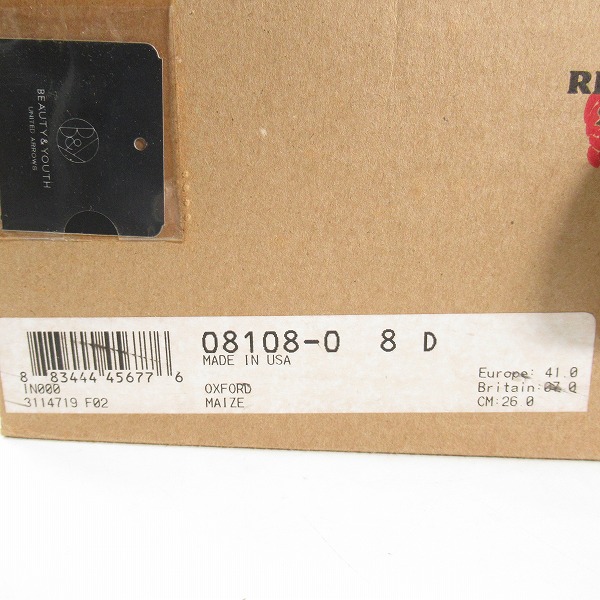 B&Y
BEAUTY & YOUTH
UNITED ARROWS
08108-0 8 D
MADE IN USA
8 83444 45677 6
IN000
3114719 F02
OXFORD
MAIZE
Europe: 41.0
Britain: 07.0
CM: 26.0